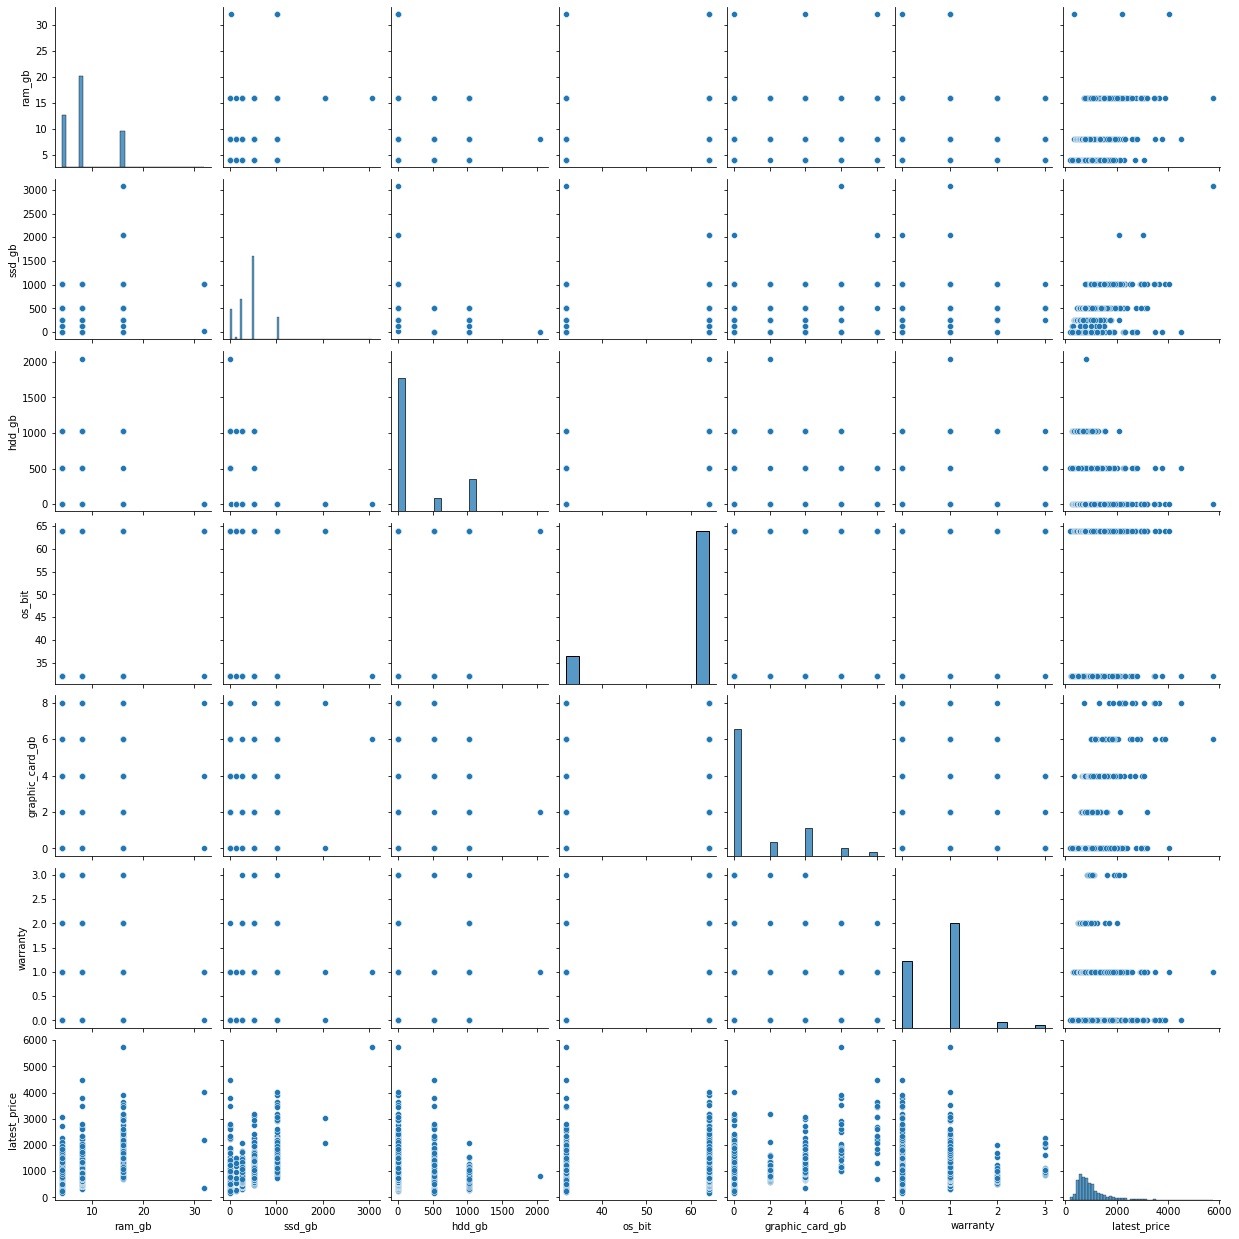 30
25
20
15
10
5
ram_gb
3000
2500
2000
1500
1000
500
0
ssd_gb
2000
1500
1000
500
0
hdd_gb
65
60
55
50
45
40
35
os_bit
8
6
4
2
0
graphic_card_gb
3.0
2.5
2.0
1.5
1.0
0.5
0.0
warranty
6000
5000
4000
3000
2000
1000
0
latest_price
10 20 30
ram_gb
0 1000 2000 3000
ssd_gb
0 500 1000 1500 2000
hdd_gb
40 50 60
os_bit
0 2 4 6 8
graphic_card_gb
0 1 2 3
warranty
0 2000 4000 6000
latest_price